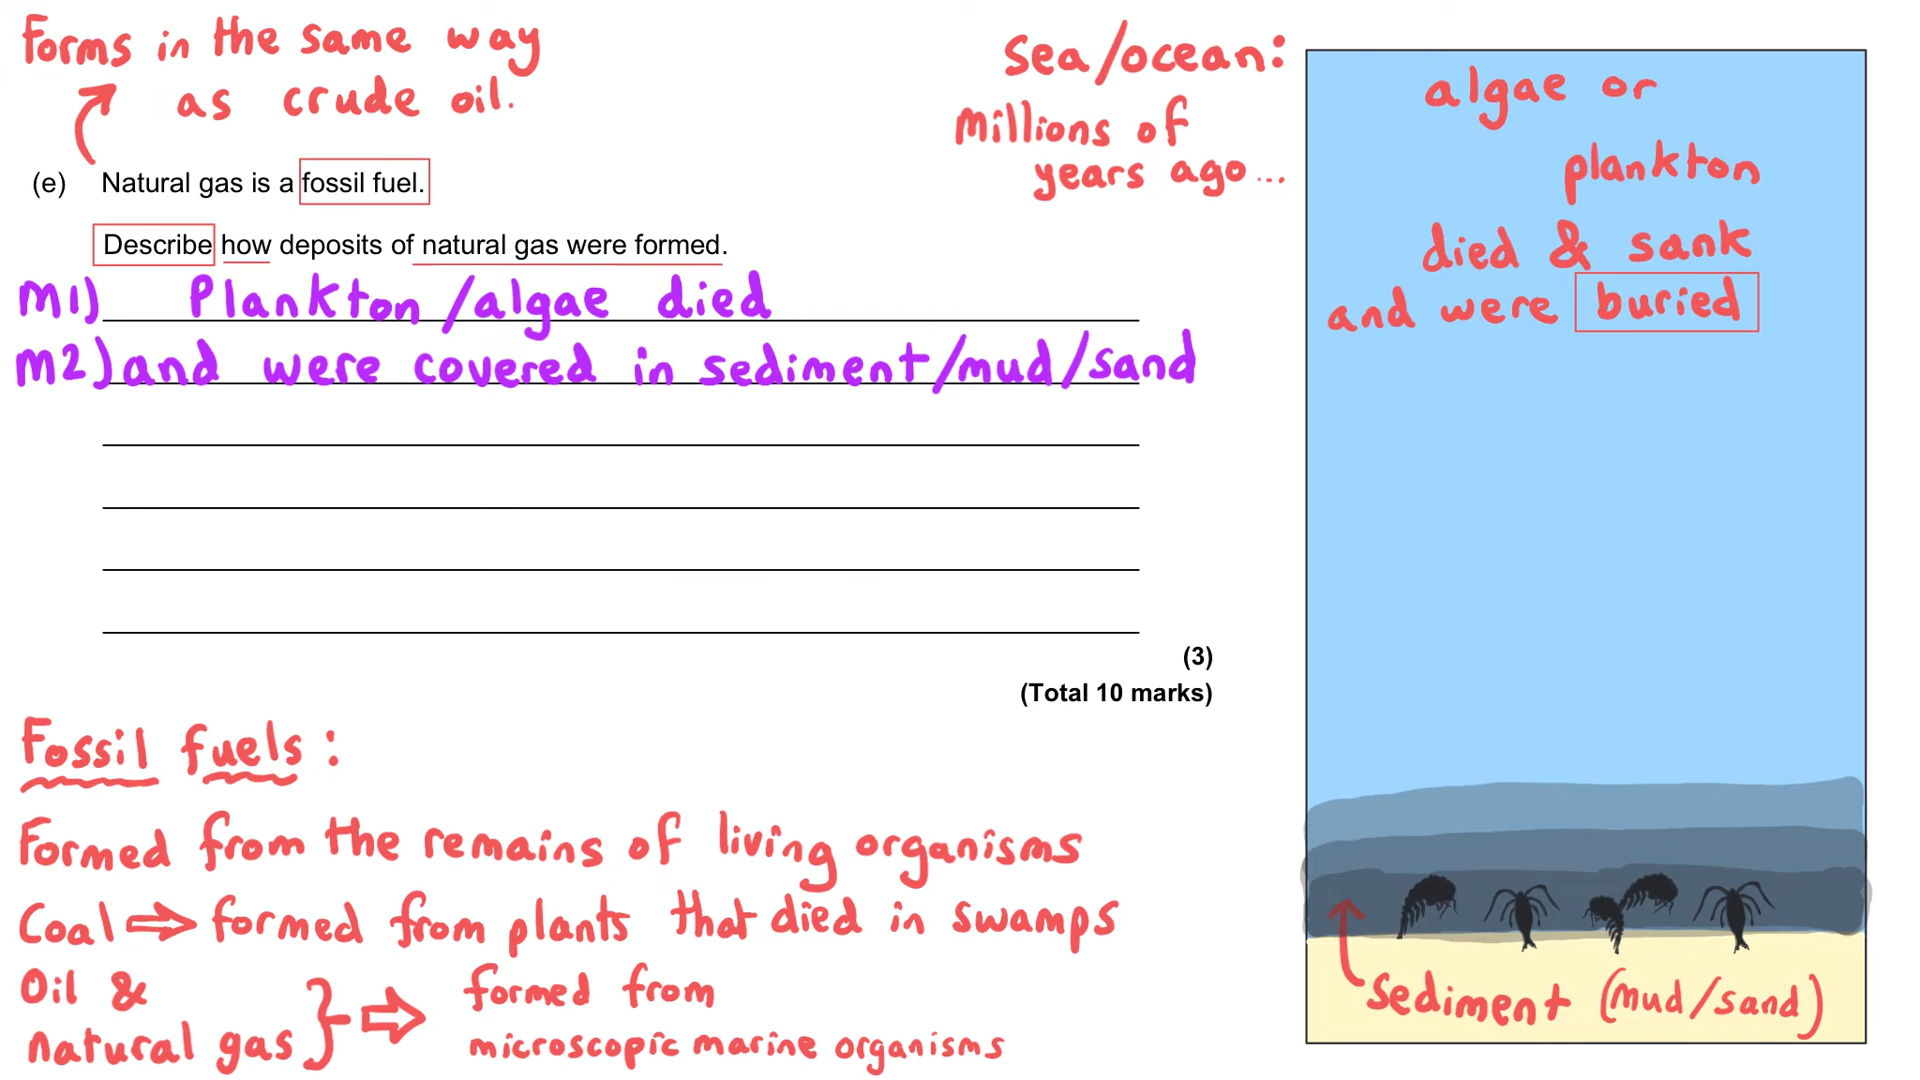 Forms in the same way
as crude oil.
(e) Natural gas is a fossil fuel.
Describe how deposits of natural gas were formed.
M1) Plankton/algae died
M2) and were covered in sediment/mud/sand
(3)
(Total 10 marks)
Fossil fuels:
Formed from the remains of living organisms
Coal ⇒ formed from plants that died in swamps
Oil &
natural gas } ⇒ formed from
microscopic marine organisms
Sea/ocean:
Millions of
years ago...
algae or
plankton
died & sank
and were buried
Sediment (mud/sand)